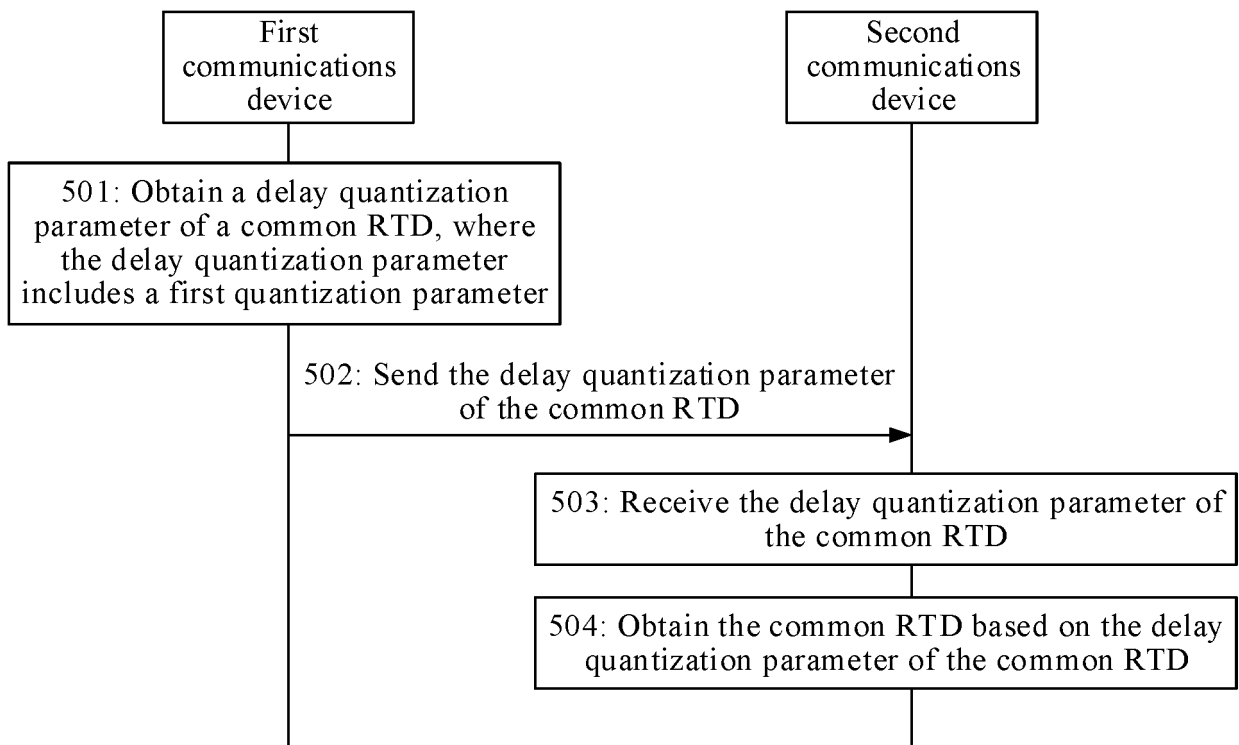 First
communications
device
Second
communications
device
501: Obtain a delay quantization
parameter of a common RTD, where
the delay quantization parameter
includes a first quantization parameter
502: Send the delay quantization parameter
of the common RTD
503: Receive the delay quantization parameter of
the common RTD
504: Obtain the common RTD based on the delay
quantization parameter of the common RTD